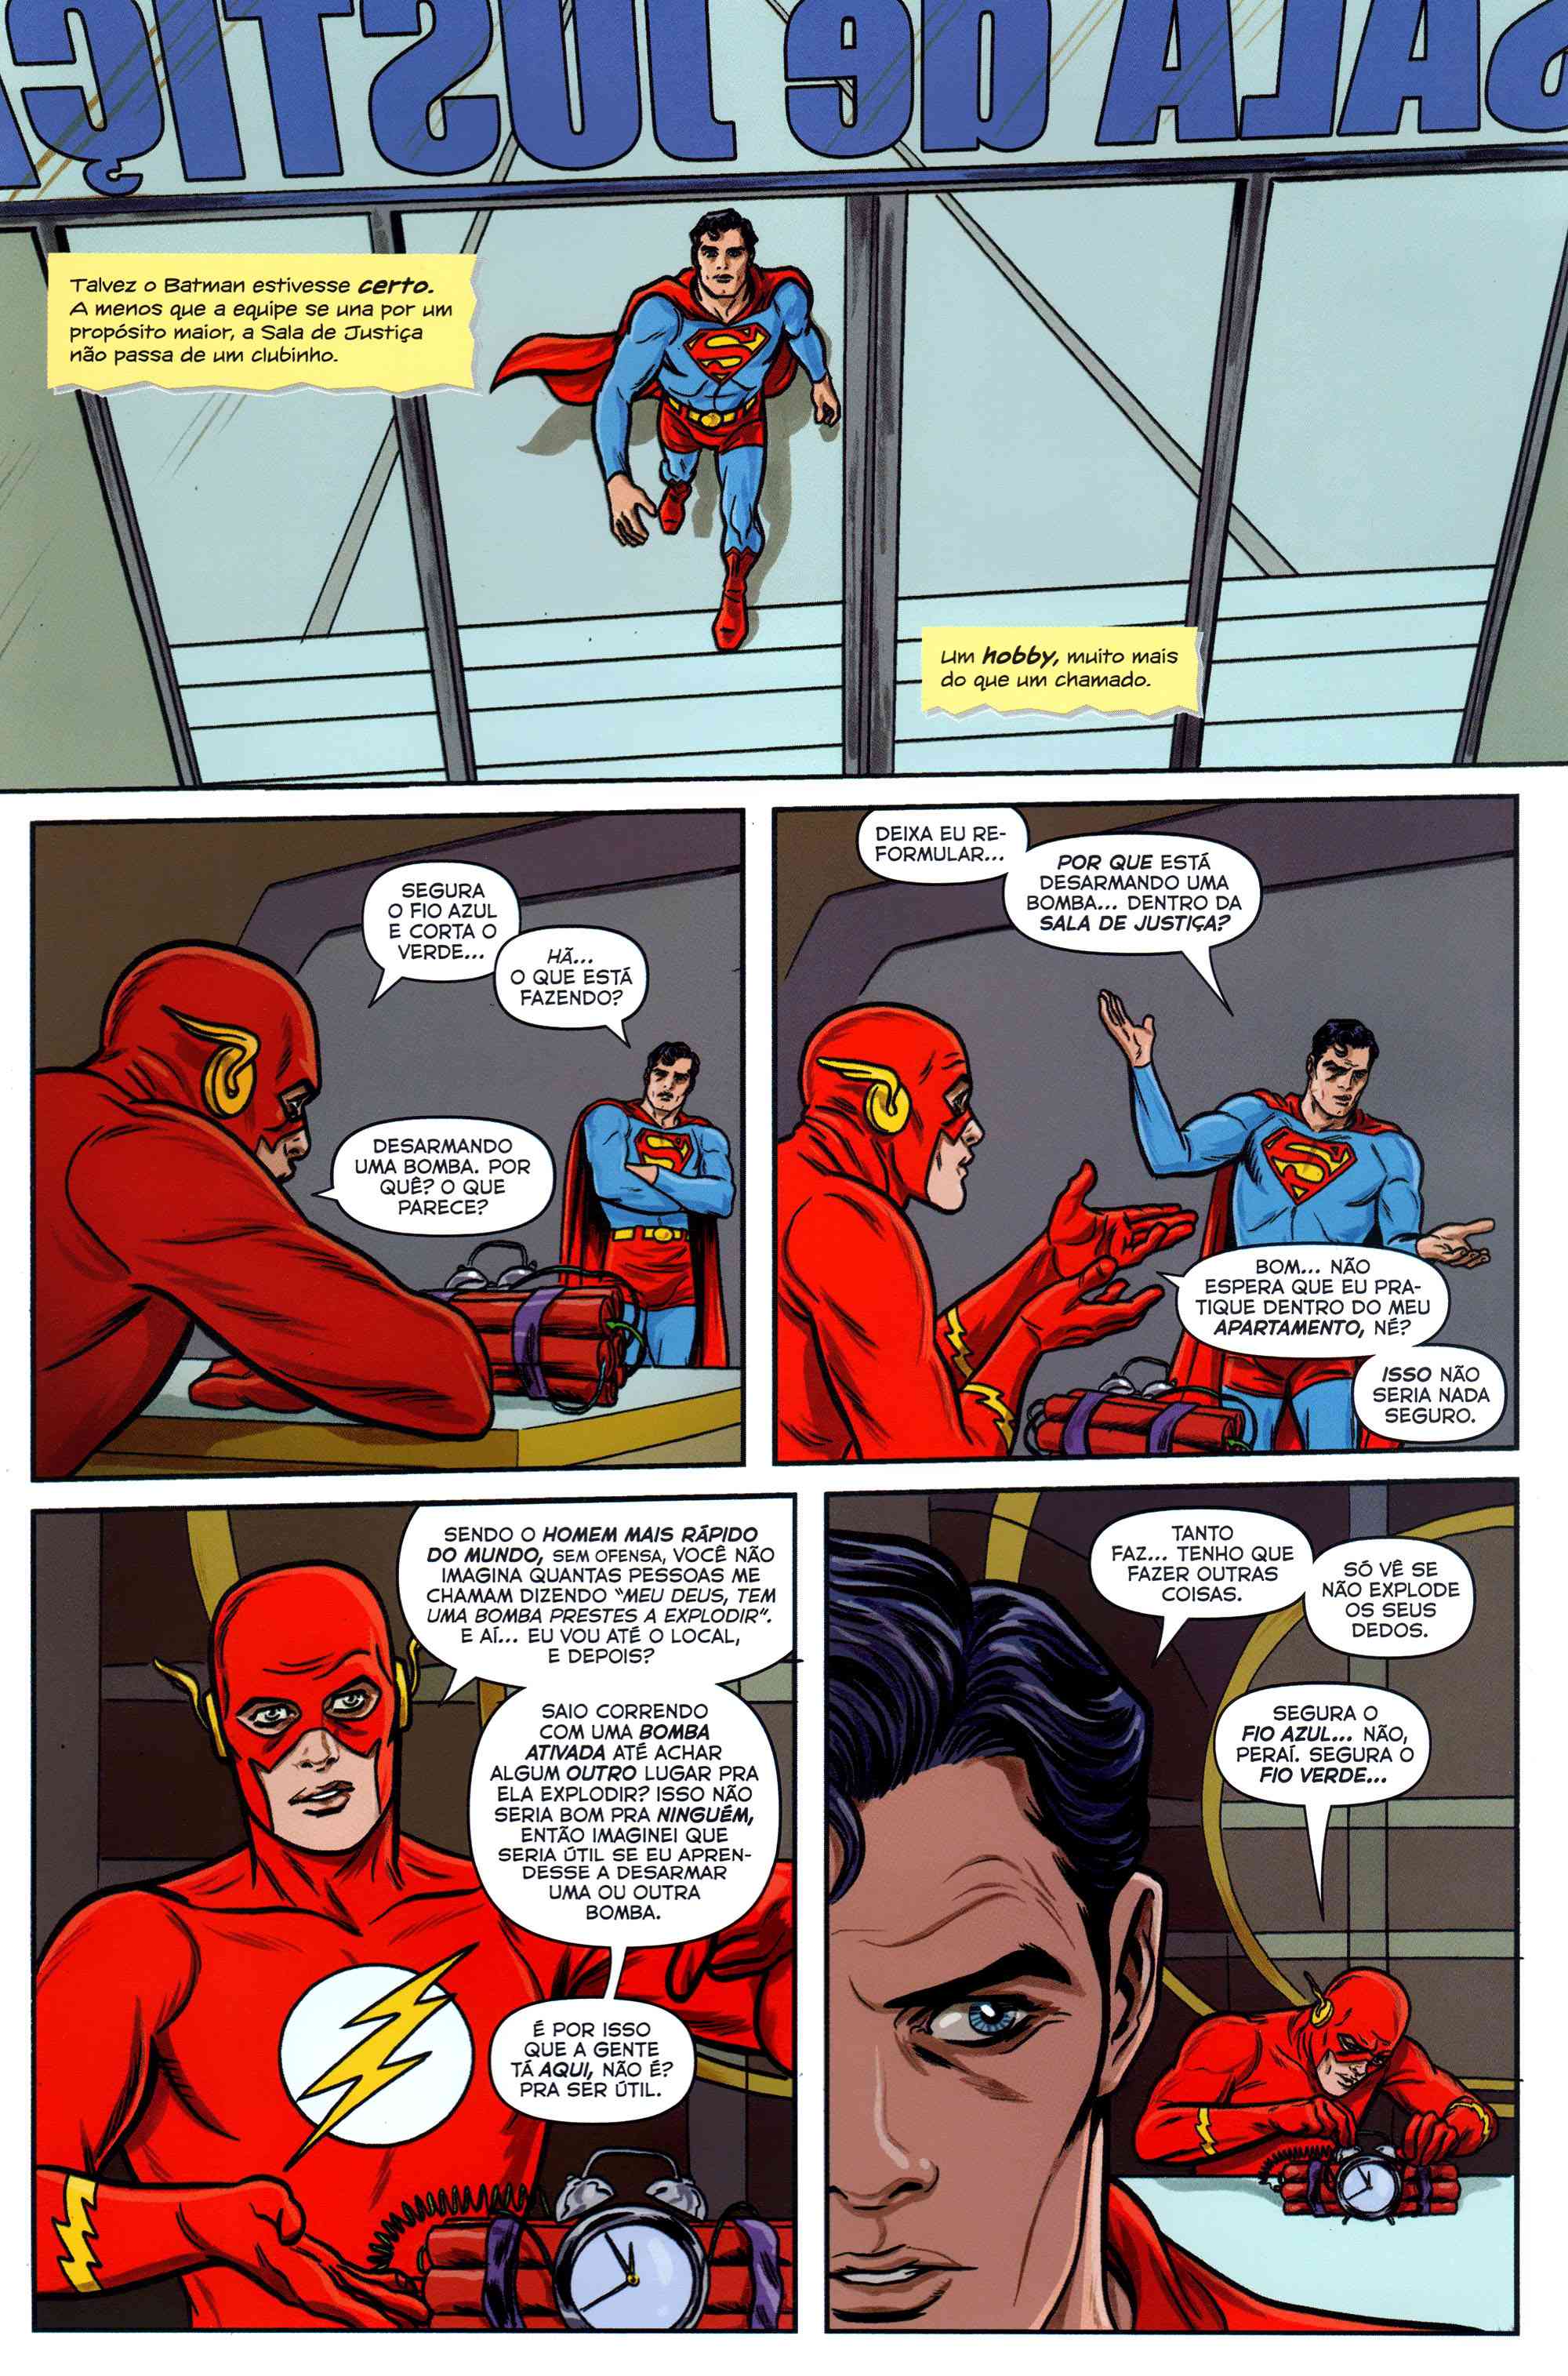 SALA de JUSTIÇ
Talvez o Batman estivesse certo.
A menos que a equipe se una por um
propósito maior, a Sala de Justiça
não passa de um clubinho.
Um hobby, muito mais
do que um chamado.
SEGURA
O FIO AZUL
E CORTA O
VERDE...
HÃ...
O QUE ESTÁ
FAZENDO?
DESARMANDO
UMA BOMBA. POR
QUÊ? O QUE
PARECE?
DEIXA EU RE-
FORMULAR...
POR QUE ESTÁ
DESARMANDO UMA
BOMBA... DENTRO DA
SALA DE JUSTIÇA?
BOM... NÃO
ESPERA QUE EU PRA-
TIQUE DENTRO DO MEU
APARTAMENTO, NÉ?
ISSO NÃO
SERIA NADA
SEGURO.
SENDO O HOMEM MAIS RÁPIDO
DO MUNDO, SEM OFENSA, VOCÊ NÃO
IMAGINA QUANTAS PESSOAS ME
CHAMAM DIZENDO “MEU DEUS, TEM
UMA BOMBA PRESTES A EXPLODIR”.
E AÍ... EU VOU ATÉ O LOCAL,
E DEPOIS?
SAIO CORRENDO
COM UMA BOMBA
ATIVADA ATÉ ACHAR
ALGUM OUTRO LUGAR PRA
ELA EXPLODIR? ISSO NÃO
SERIA BOM PRA NINGUÉM,
ENTÃO IMAGINEI QUE
SERIA ÚTIL SE EU APREN-
DESSE A DESARMAR
UMA OU OUTRA
BOMBA.
É POR ISSO
QUE A GENTE
TÁ AQUI, NÃO É?
PRA SER ÚTIL.
TANTO
FAZ... TENHO QUE
FAZER OUTRAS
COISAS.
SÓ VÊ SE
NÃO EXPLODE
OS SEUS
DEDOS.
SEGURA O
FIO AZUL... NÃO,
PERAÍ. SEGURA O
FIO VERDE...